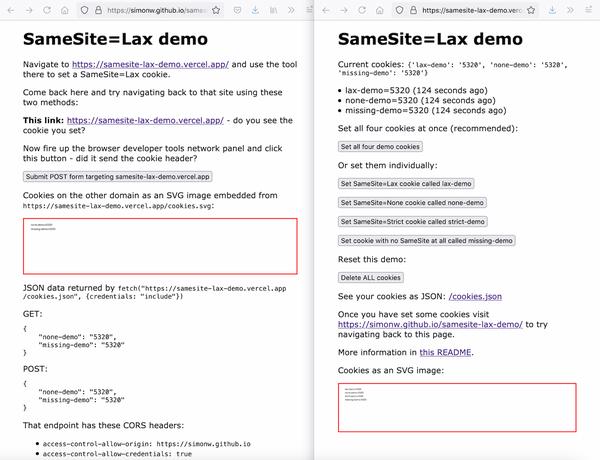 https://simonw.github.io/sames
SameSite=Lax demo
Navigate to https://samesite-lax-demo.vercel.app/ and use the tool
there to set a SameSite=Lax cookie.
Come back here and try navigating back to that site using these
two methods:
This link: https://samesite-lax-demo.vercel.app/ - do you see the
cookie you set?
Now fire up the browser developer tools network panel and click
this button - did it send the cookie header?
Submit POST form targeting samesite-lax-demo.vercel.app
Cookies on the other domain as an SVG image embedded from
https://samesite-lax-demo.vercel.app/cookies.svg:
JSON data returned by fetch("https://samesite-lax-demo.vercel.app
/cookies.json", {credentials: "include"})
GET:
{
"none-demo": "5320",
"missing-demo": "5320"
}
POST:
{
"none-demo": "5320",
"missing-demo": "5320"
}
That endpoint has these CORS headers:
• access-control-allow-origin: https://simonw.github.io
• access-control-allow-credentials: true
https://samesite-lax-demo.verc
SameSite=Lax demo
Current cookies: {'lax-demo': '5320', 'none-demo': '5320',
'missing-demo': '5320'}
• lax-demo=5320 (124 seconds ago)
• none-demo=5320 (124 seconds ago)
• missing-demo=5320 (124 seconds ago)
Set all four cookies at once (recommended):
Set all four demo cookies
Or set them individually:
Set SameSite=Lax cookie called lax-demo
Set SameSite=None cookie called none-demo
Set SameSite=Strict cookie called strict-demo
Set cookie with no SameSite at all called missing-demo
Reset this demo:
Delete ALL cookies
See your cookies as JSON: /cookies.json
Once you have set some cookies visit
https://simonw.github.io/samesite-lax-demo/ to try
navigating back to this page.
More information in this README.
Cookies as an SVG image: